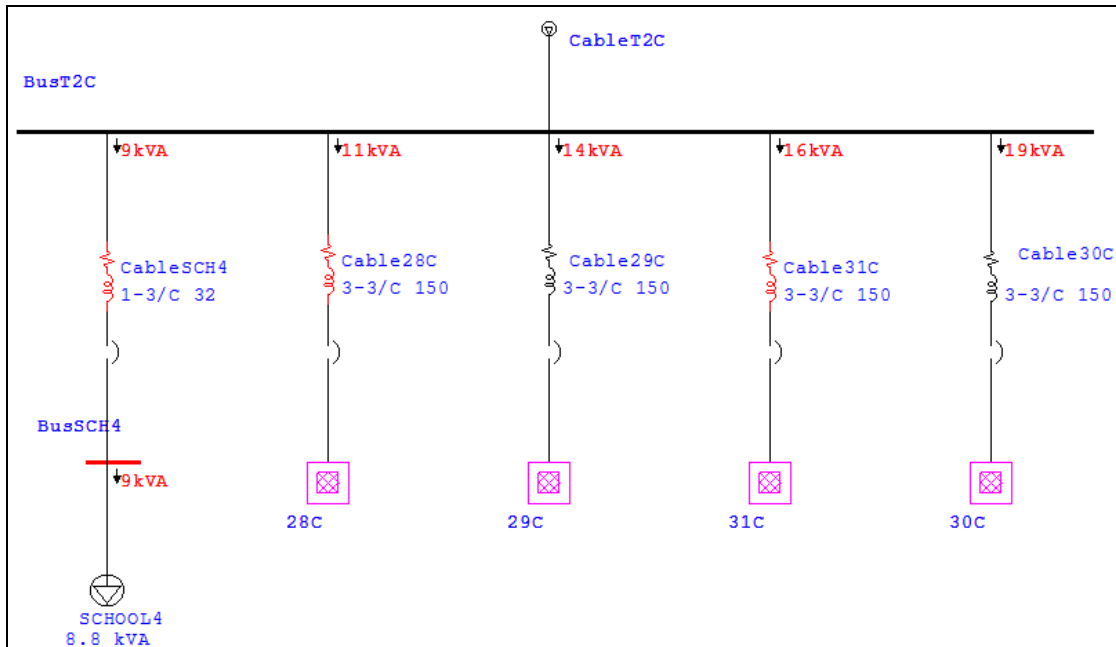 CableT2C
BusT2C
9kVA
11kVA
14kVA
16kVA
19kVA
CableSCH4
1-3/C 32
Cable28C
3-3/C 150
Cable29C
3-3/C 150
Cable31C
3-3/C 150
Cable30C
3-3/C 150
BusSCH4
9kVA
28C
29C
31C
30C
SCHOOL4
8.8 kVA